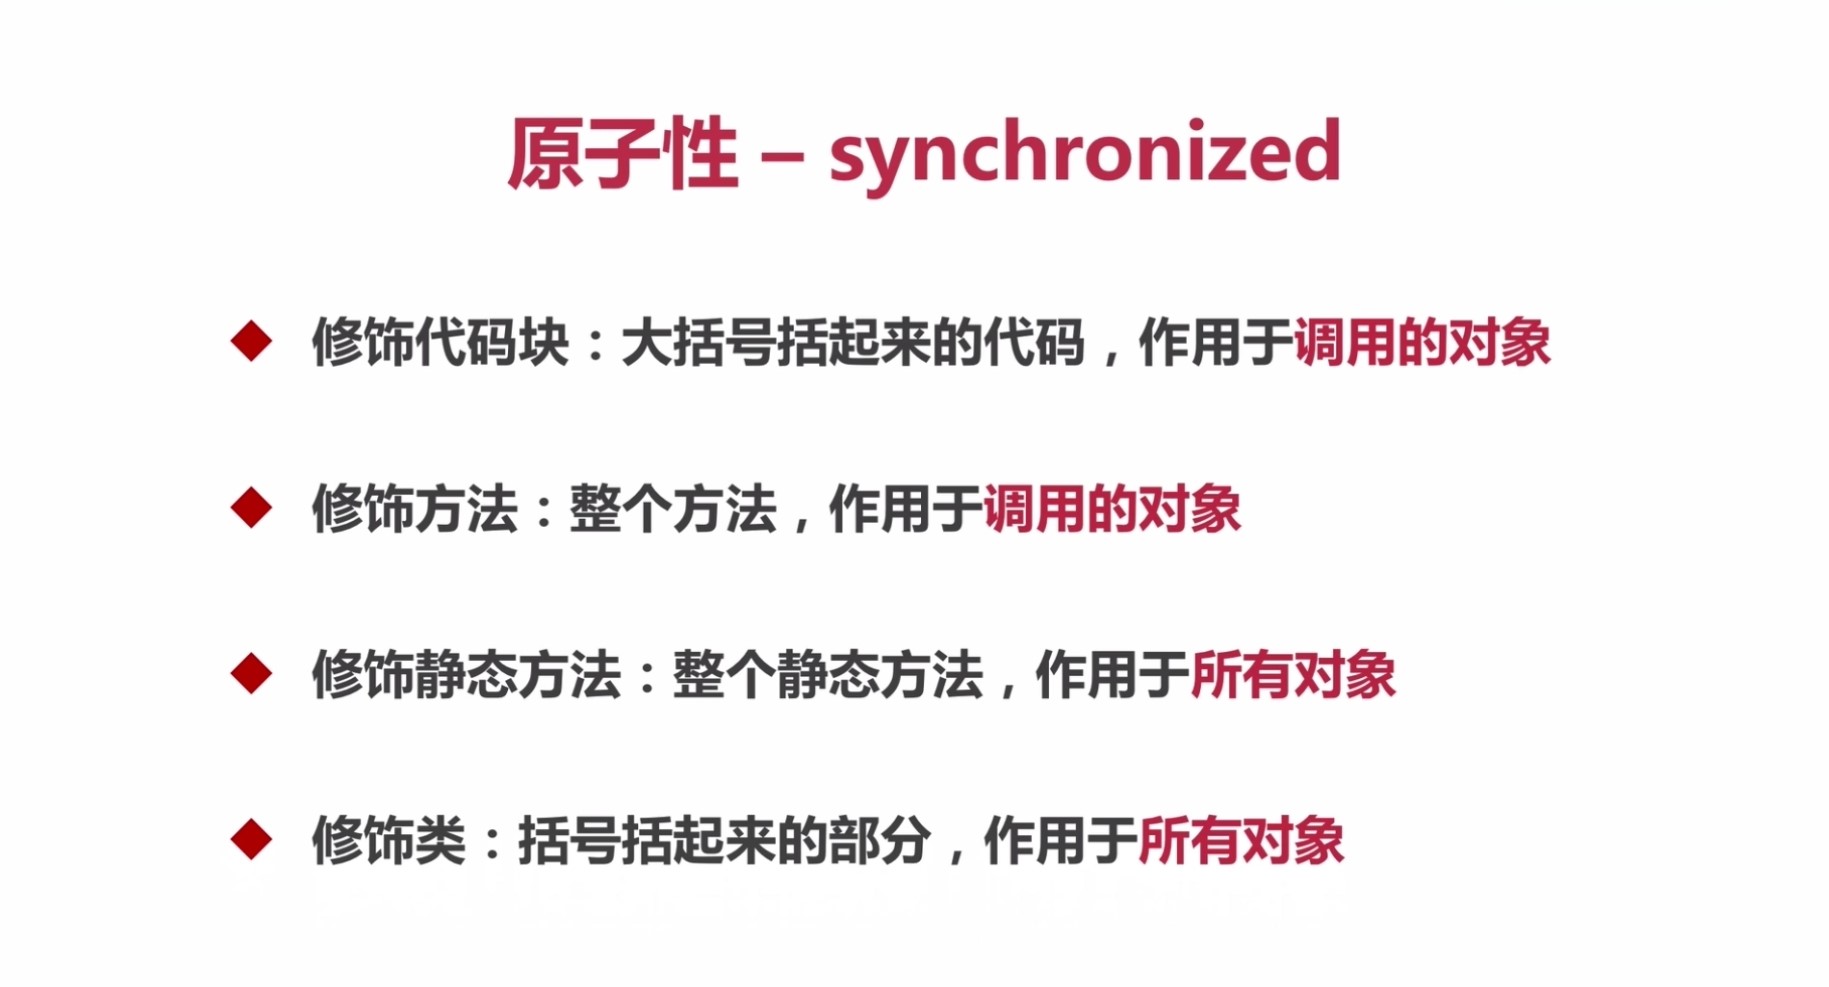 原子性 – synchronized
修饰代码块：大括号括起来的代码，作用于调用的对象
修饰方法：整个方法，作用于调用的对象
修饰静态方法：整个静态方法，作用于所有对象
修饰类：括号括起来的部分，作用于所有对象